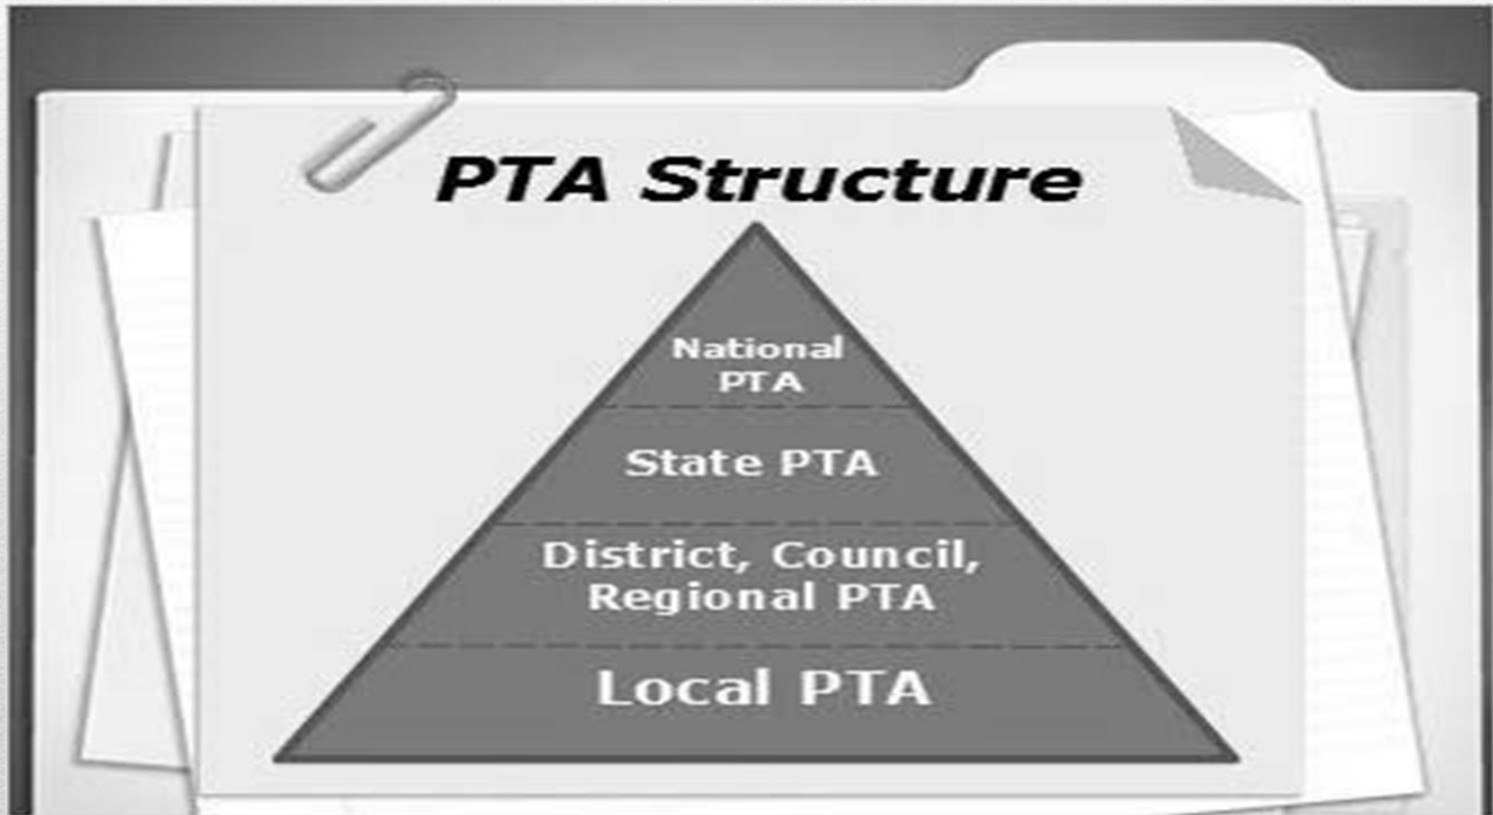 PTA Structure
National
PTA
State PTA
District, Council,
Regional PTA
Local PTA